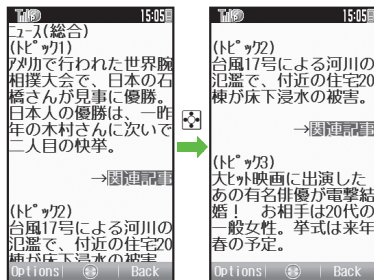 15:05
ﾆｭｰｽ(総合)
(ﾄﾋﾟｯｸ1)
ｱﾒﾘｶで行われた世界腕
相撲大会で、日本の石
橋さんが見事に優勝。
日本人の優勝は、一昨
年の木村さんに次いで
二人目の快挙。
→関連記事
(ﾄﾋﾟｯｸ2)
台風17号による河川の
氾濫で、付近の住宅20
棟が床下浸水の被害。
Options
Back
15:05
(ﾄﾋﾟｯｸ2)
台風17号による河川の
氾濫で、付近の住宅20
棟が床下浸水の被害。
→関連記事
(ﾄﾋﾟｯｸ3)
大ﾋｯﾄ映画に出演した
あの有名俳優が電撃結
婚！　お相手は20代の
一般女性。挙式は来年
春の予定。
Options
Back